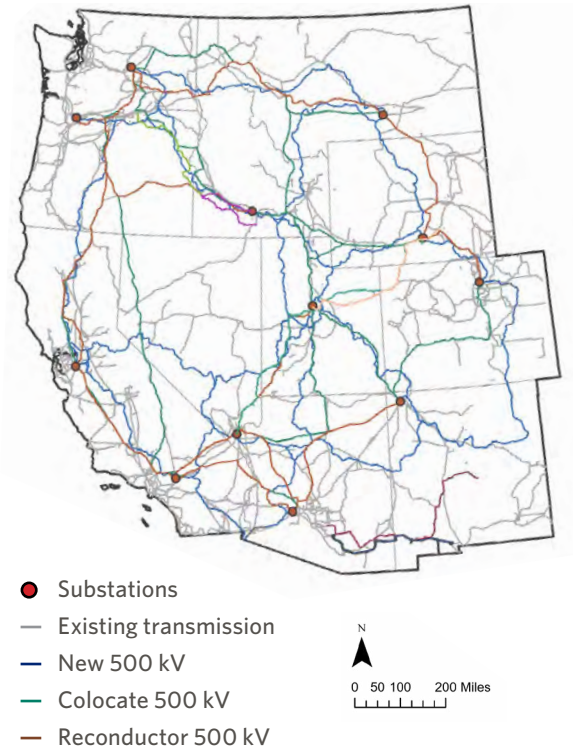 Substations
Existing transmission
New 500 kV
Colocate 500 kV
Reconductor 500 kV
N
0 50 100 200 Miles